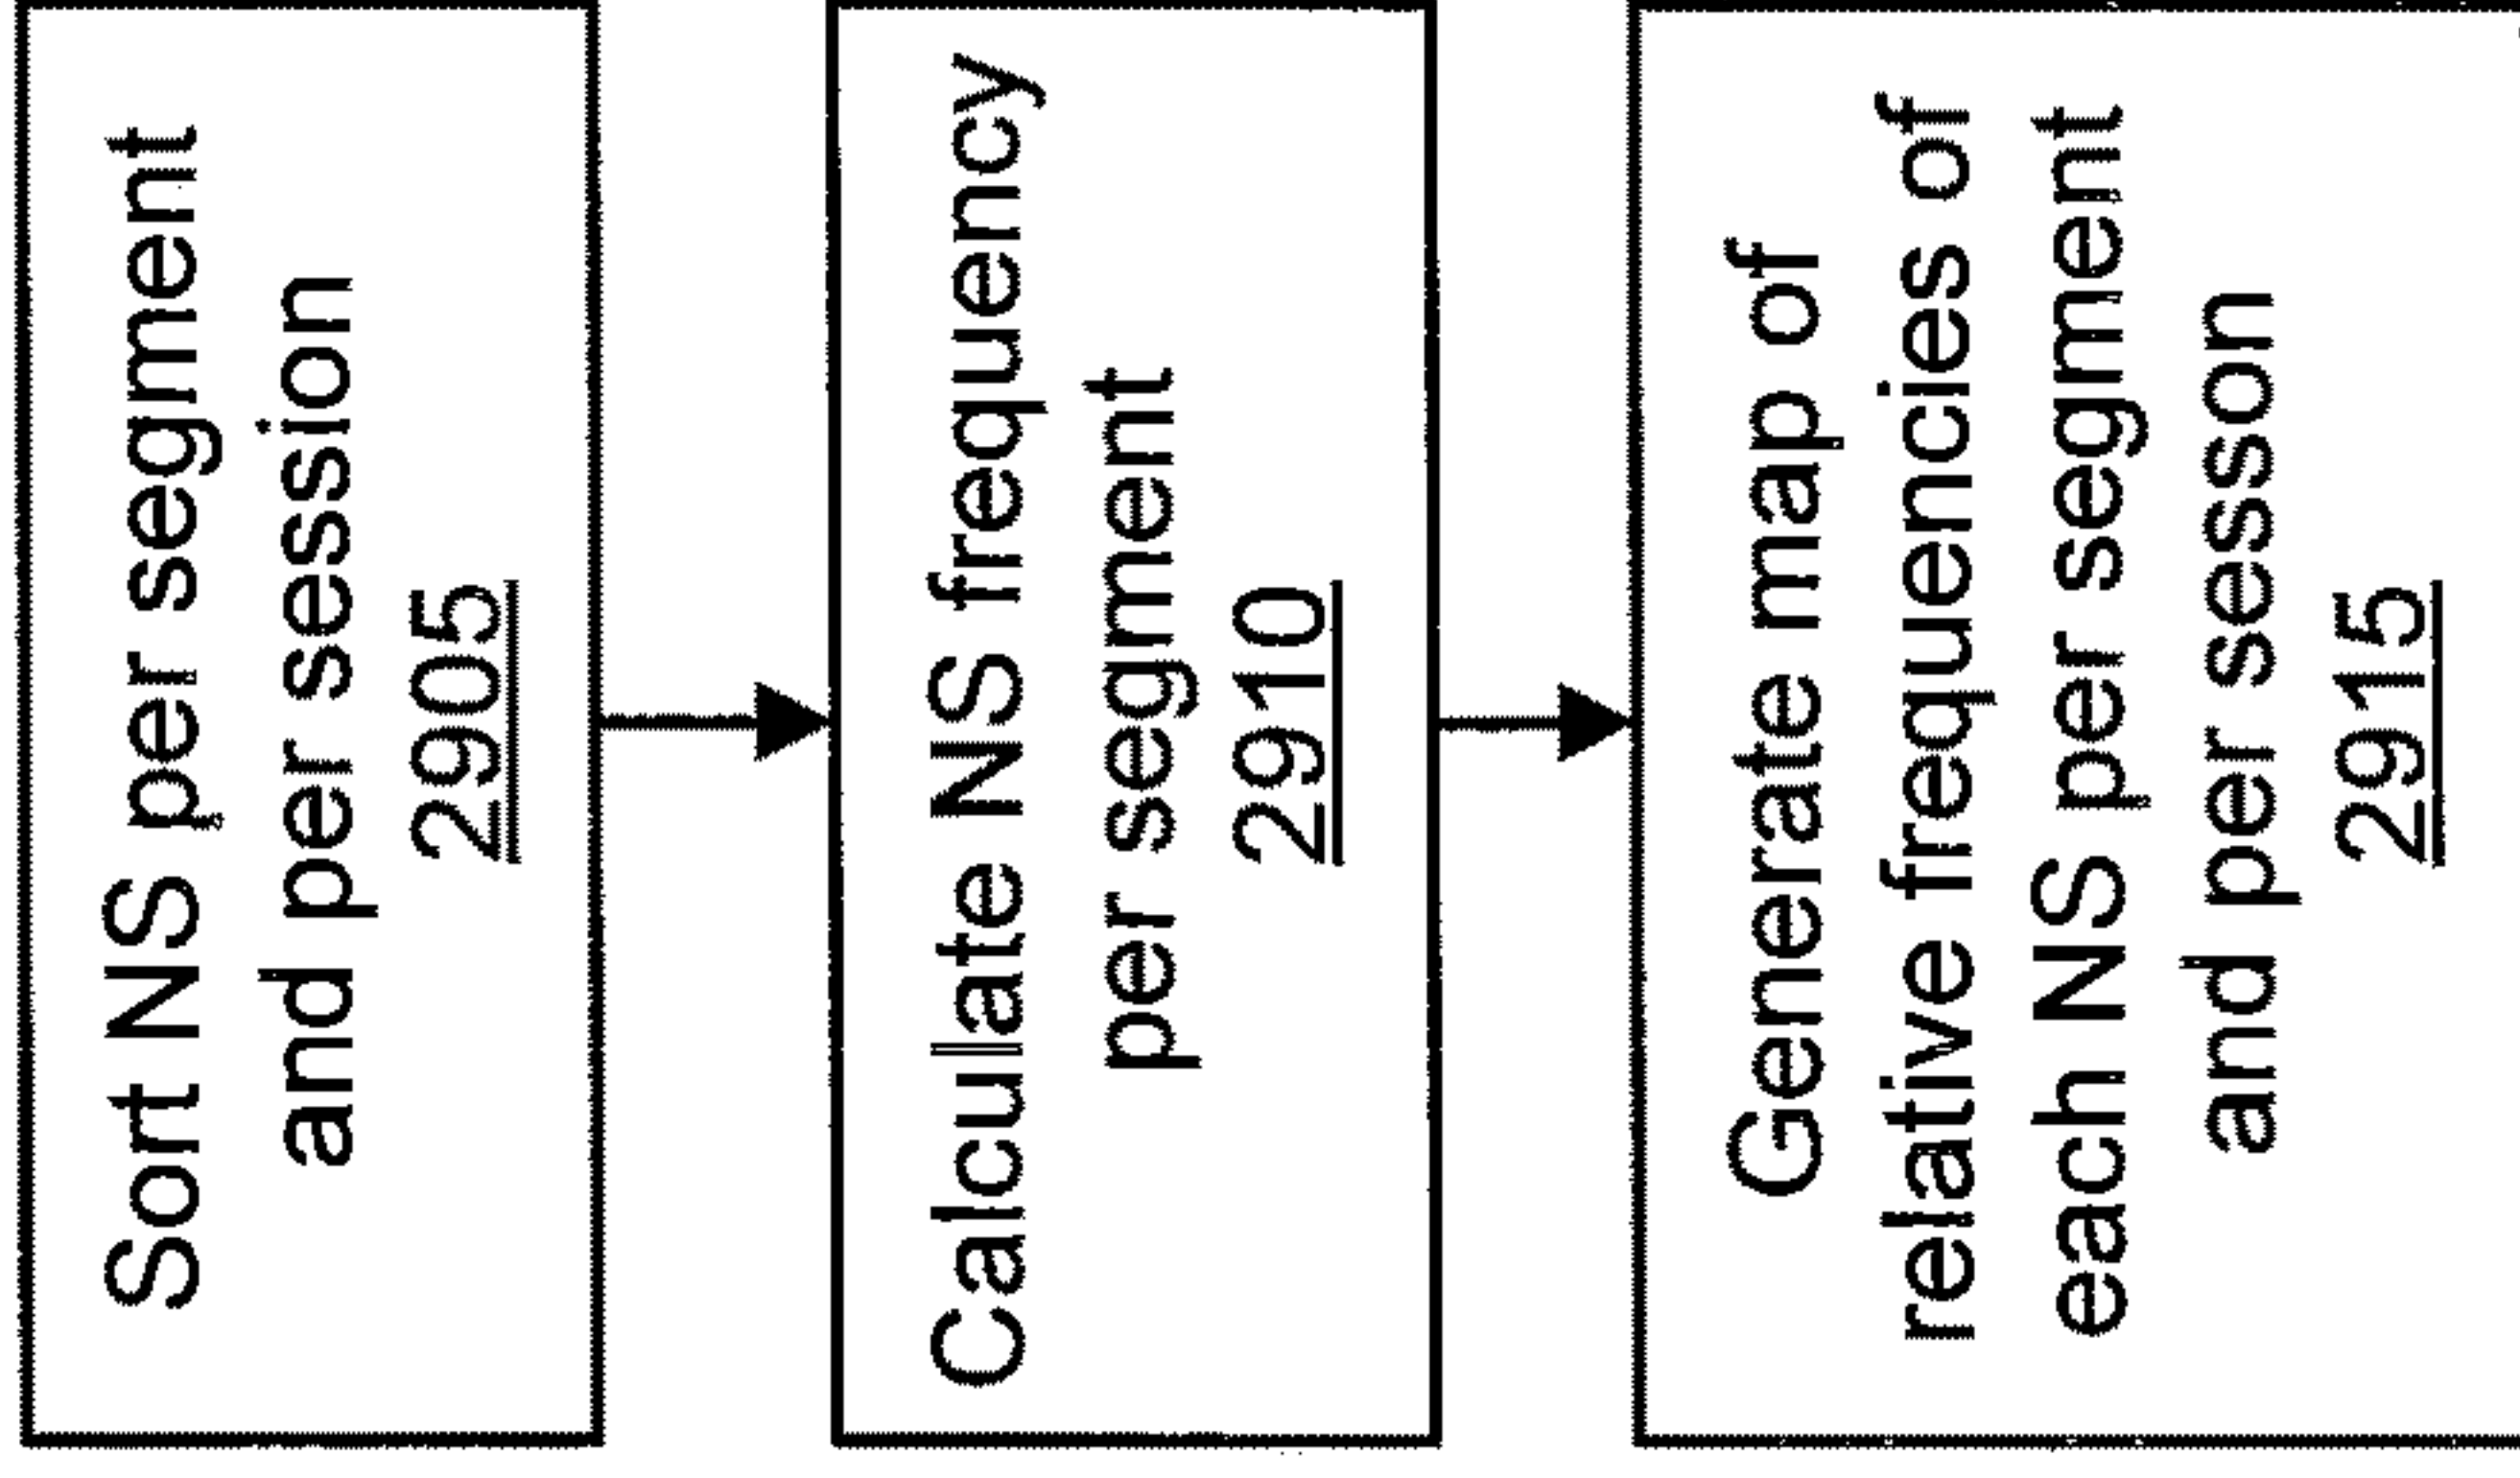 Sort NS per segment
and per session
2905
Calculate NS frequency
per segment
2910
Generate map of
relative frequencies of
each NS per segment
and per sesson
2915